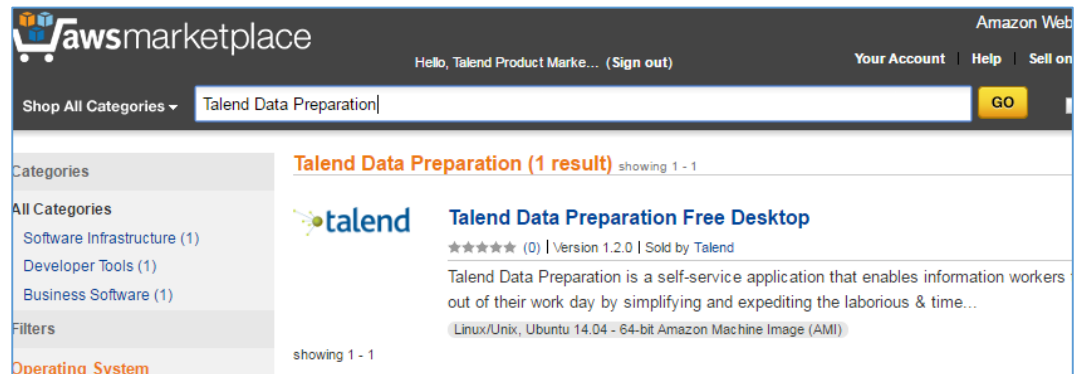 awsmarketplace
Amazon Web
Hello, Talend Product Marke... (Sign out)
Your Account Help Sell on
Shop All Categories Talend Data Preparation GO
Categories
All Categories
Software Infrastructure (1)
Developer Tools (1)
Business Software (1)
Filters
Operating System
Talend Data Preparation (1 result) showing 1 - 1
talend
Talend Data Preparation Free Desktop
(0) | Version 1.2.0 | Sold by Talend
Talend Data Preparation is a self-service application that enables information workers
out of their work day by simplifying and expediting the laborious & time...
Linux/Unix, Ubuntu 14.04 - 64-bit Amazon Machine Image (AMI)
showing 1 - 1